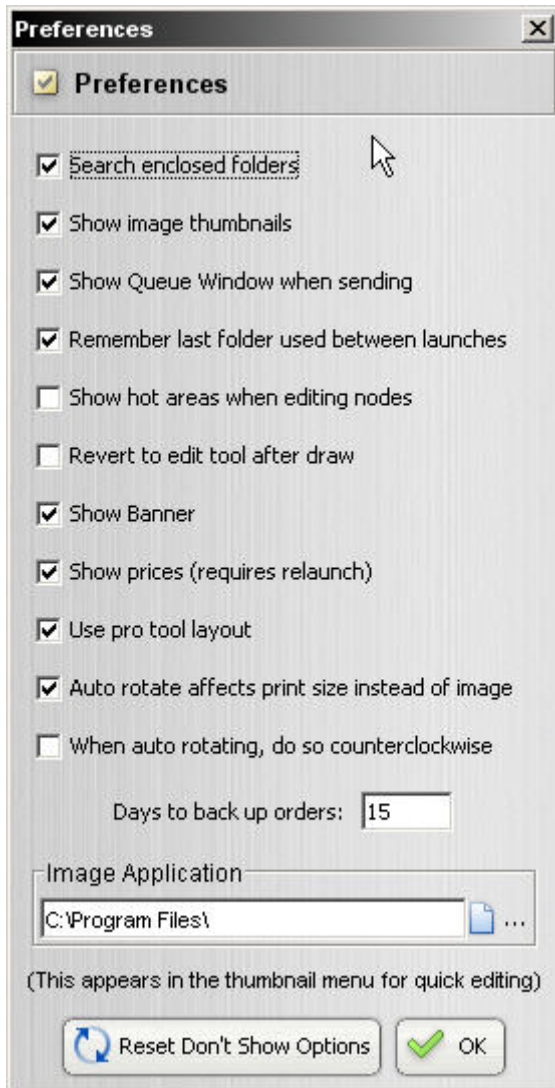 Preferences
Preferences
Search enclosed folders
Show image thumbnails
Show Queue Window when sending
Remember last folder used between launches
Show hot areas when editing nodes
Revert to edit tool after draw
Show Banner
Show prices (requires relaunch)
Use pro tool layout
Auto rotate affects print size instead of image
When auto rotating, do so counterclockwise
Days to back up orders: 15
Image Application
C:\Program Files\ ...
(This appears in the thumbnail menu for quick editing)
Reset Don't Show Options OK